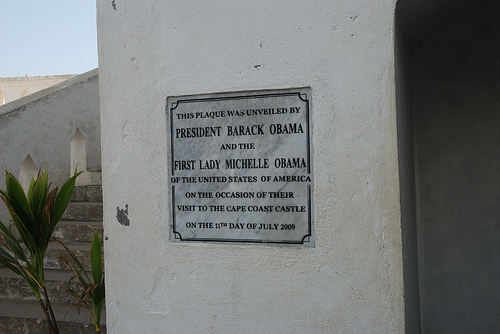 THIS PLAQUE WAS UNVEILED BY
PRESIDENT BARACK OBAMA
AND THE
FIRST LADY MICHELLE OBAMA
OF THE UNITED STATES OF AMERICA
ON THE OCCASION OF THEIR
VISIT TO THE CAPE COAST CASTLE
ON THE 11TH DAY OF JULY 2009